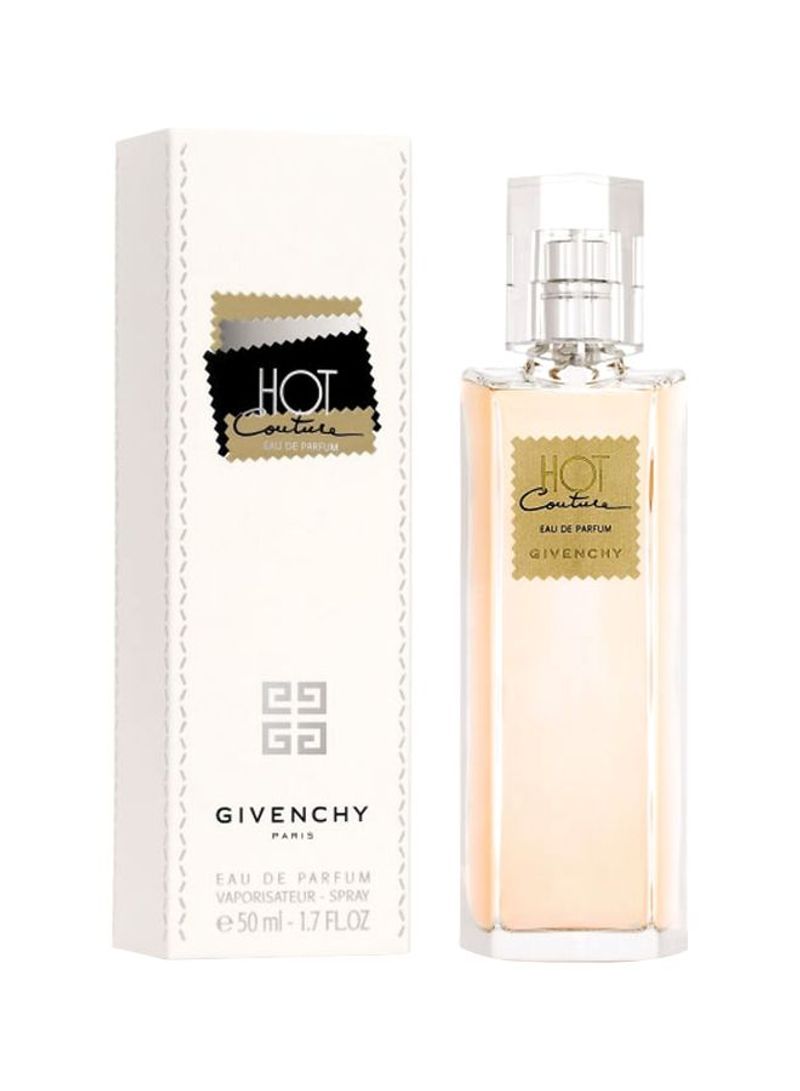 HOT
Couture
EAU DE PARFUM
GIVENCHY
PARIS
EAU DE PARFUM
VAPORISATEUR - SPRAY
℮ 50 ml - 1.7 FL.OZ
HOT
Couture
EAU DE PARFUM
GIVENCHY